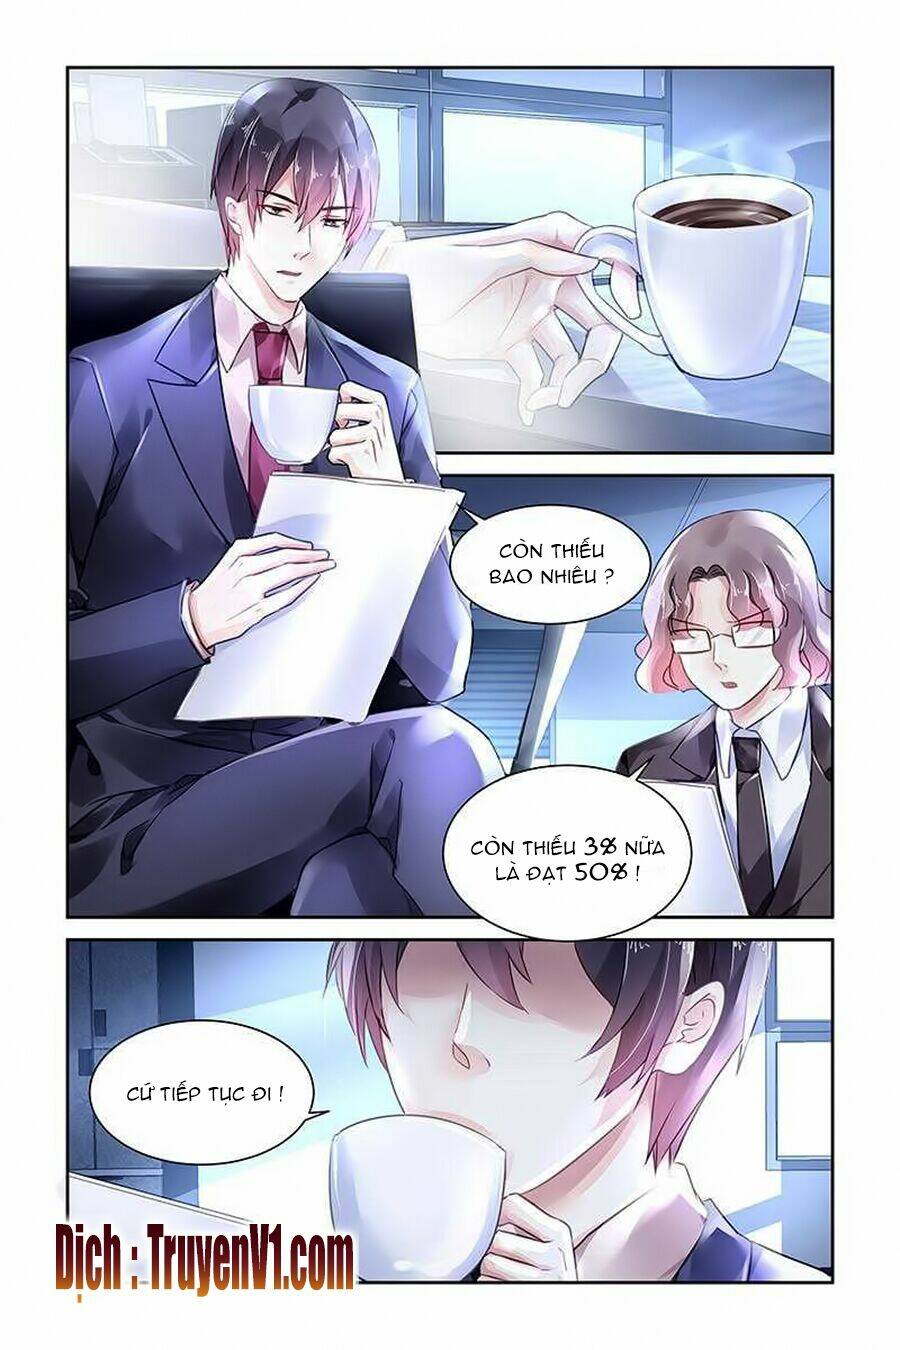 CÒN THIẾU
BAO NHIÊU ?
CÒN THIẾU 3% NỮA
LÀ ĐẠT 50% !
CỨ TIẾP TỤC ĐI !
Dịch : TruyenV1.com